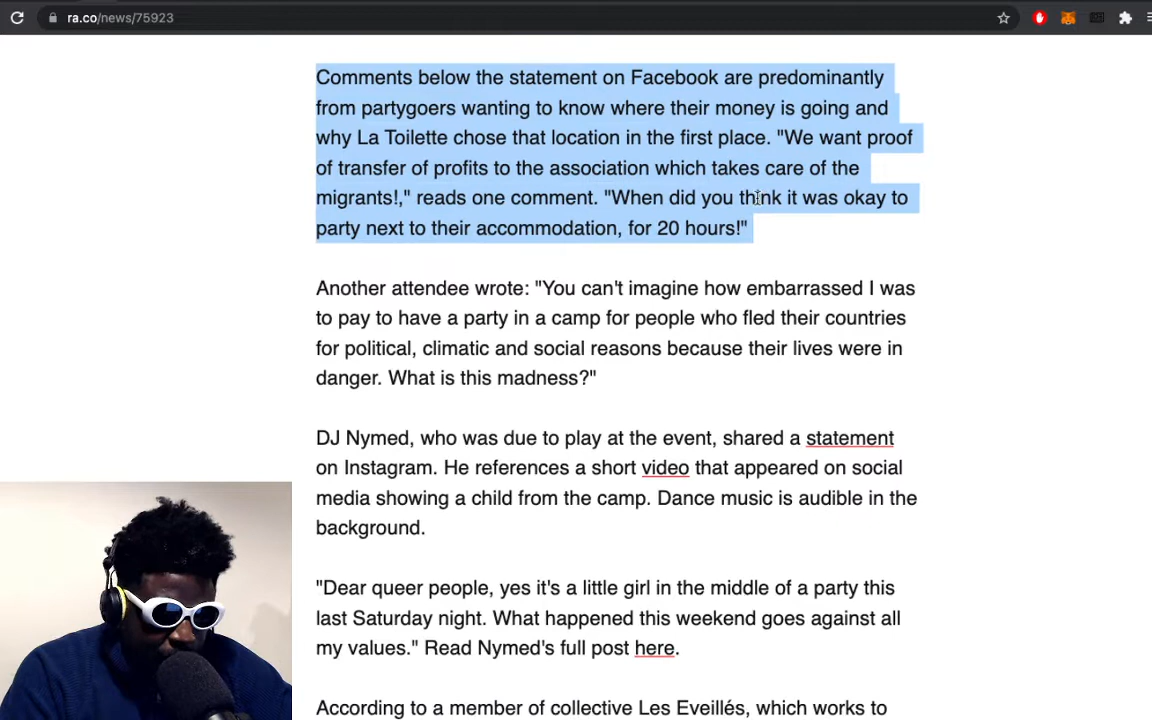 ra.co/news/75923
Comments below the statement on Facebook are predominantly
from partygoers wanting to know where their money is going and
why La Toilette chose that location in the first place. "We want proof
of transfer of profits to the association which takes care of the
migrants!," reads one comment. "When did you think it was okay to
party next to their accommodation, for 20 hours!"
Another attendee wrote: "You can't imagine how embarrassed I was
to pay to have a party in a camp for people who fled their countries
for political, climatic and social reasons because their lives were in
danger. What is this madness?"
DJ Nymed, who was due to play at the event, shared a statement
on Instagram. He references a short video that appeared on social
media showing a child from the camp. Dance music is audible in the
background.
"Dear queer people, yes it's a little girl in the middle of a party this
last Saturday night. What happened this weekend goes against all
my values." Read Nymed's full post here.
According to a member of collective Les Eveillés, which works to